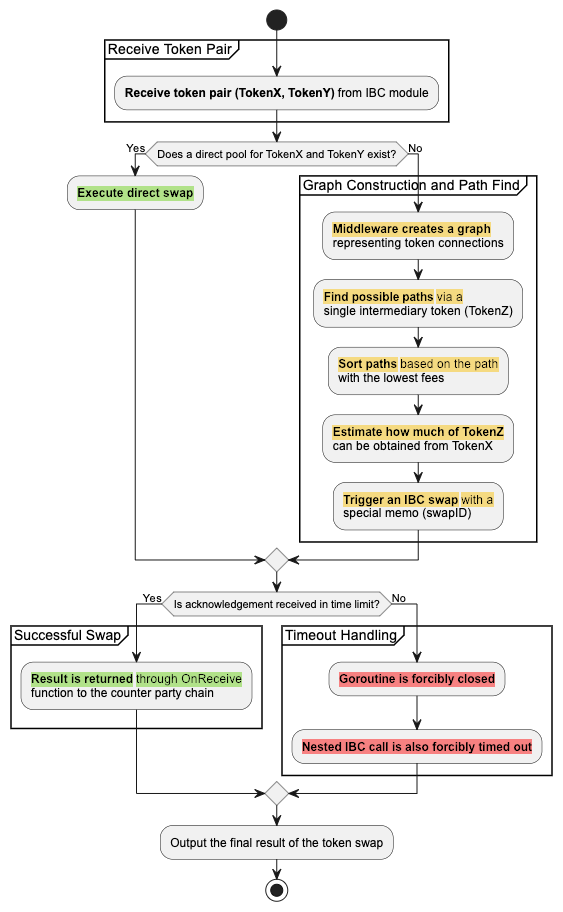 Receive Token Pair
Receive token pair (TokenX, TokenY) from IBC module
Does a direct pool for TokenX and TokenY exist?
Yes
No
Execute direct swap
Graph Construction and Path Find
Middleware creates a graph
representing token connections
Find possible paths via a
single intermediary token (TokenZ)
Sort paths based on the path
with the lowest fees
Estimate how much of TokenZ
can be obtained from TokenX
Trigger an IBC swap with a
special memo (swapID)
Is acknowledgement received in time limit?
Yes
No
Successful Swap
Result is returned through OnReceive
function to the counter party chain
Timeout Handling
Goroutine is forcibly closed
Nested IBC call is also forcibly timed out
Output the final result of the token swap